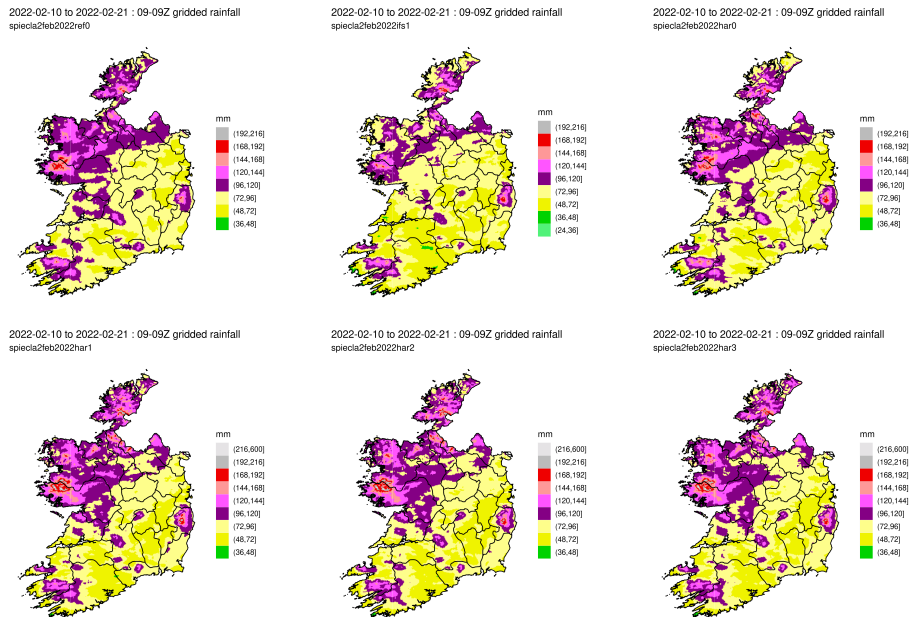 2022-02-10 to 2022-02-21 : 09-09Z gridded rainfall
spiecla2feb2022ref0
mm
(192,216]
(168,192]
(144,168]
(120,144]
(96,120]
(72,96]
(48,72]
(36,48]
2022-02-10 to 2022-02-21 : 09-09Z gridded rainfall
spiecla2feb2022ifs1
mm
(192,216]
(168,192]
(144,168]
(120,144]
(96,120]
(72,96]
(48,72]
(36,48]
(24,36]
2022-02-10 to 2022-02-21 : 09-09Z gridded rainfall
spiecla2feb2022har0
mm
(192,216]
(168,192]
(144,168]
(120,144]
(96,120]
(72,96]
(48,72]
(36,48]
2022-02-10 to 2022-02-21 : 09-09Z gridded rainfall
spiecla2feb2022har1
mm
(216,600]
(192,216]
(168,192]
(144,168]
(120,144]
(96,120]
(72,96]
(48,72]
(36,48]
2022-02-10 to 2022-02-21 : 09-09Z gridded rainfall
spiecla2feb2022har2
mm
(216,600]
(192,216]
(168,192]
(144,168]
(120,144]
(96,120]
(72,96]
(48,72]
(36,48]
2022-02-10 to 2022-02-21 : 09-09Z gridded rainfall
spiecla2feb2022har3
mm
(216,600]
(192,216]
(168,192]
(144,168]
(120,144]
(96,120]
(72,96]
(48,72]
(36,48]